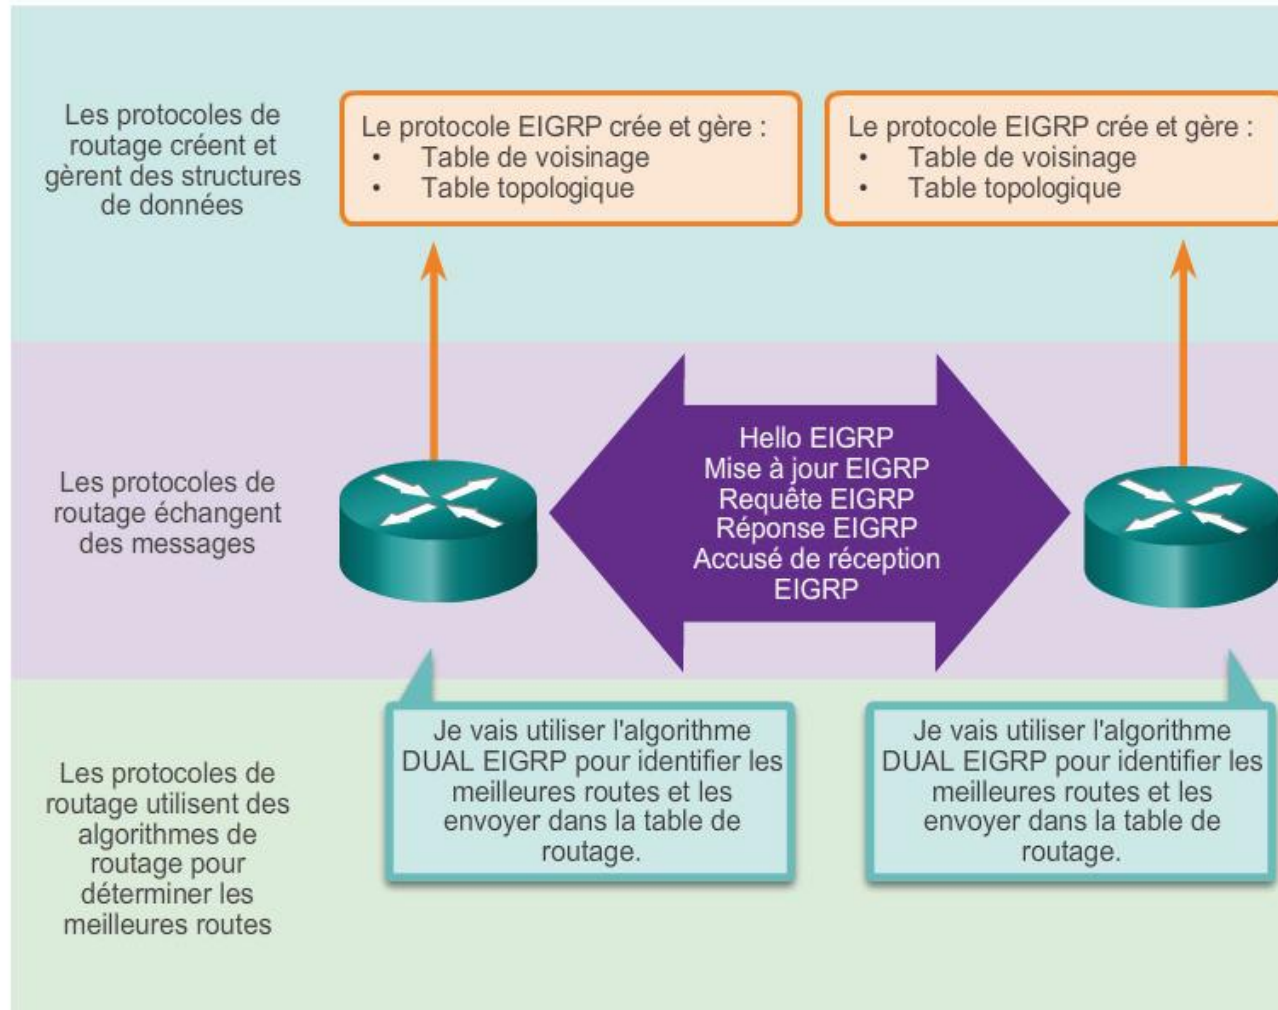 Les protocoles de
routage créent et
gèrent des structures
de données
Le protocole EIGRP crée et gère :
• Table de voisinage
• Table topologique
Le protocole EIGRP crée et gère :
• Table de voisinage
• Table topologique
Les protocoles de
routage échangent
des messages
Hello EIGRP
Mise à jour EIGRP
Requête EIGRP
Réponse EIGRP
Accusé de réception
EIGRP
Les protocoles de
routage utilisent des
algorithmes de
routage pour
déterminer les
meilleures routes
Je vais utiliser l'algorithme
DUAL EIGRP pour identifier les
meilleures routes et les
envoyer dans la table de
routage.
Je vais utiliser l'algorithme
DUAL EIGRP pour identifier les
meilleures routes et les
envoyer dans la table de
routage.